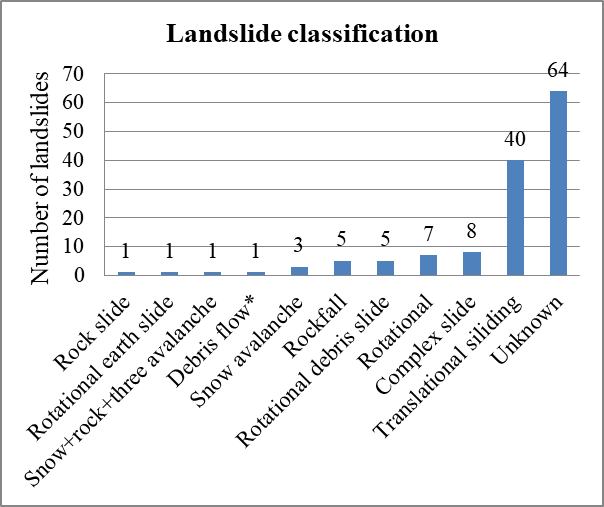 Landslide classification
Number of landslides
70
60
50
40
30
20
10
0
1
1
1
1
3
5
5
7
8
40
64
Rock slide
Rotational earth slide
Snow+rock+three avalanche
Debris flow*
Snow avalanche
Rockfall
Rotational debris slide
Rotational
Complex slide
Translational siliding
Unknown